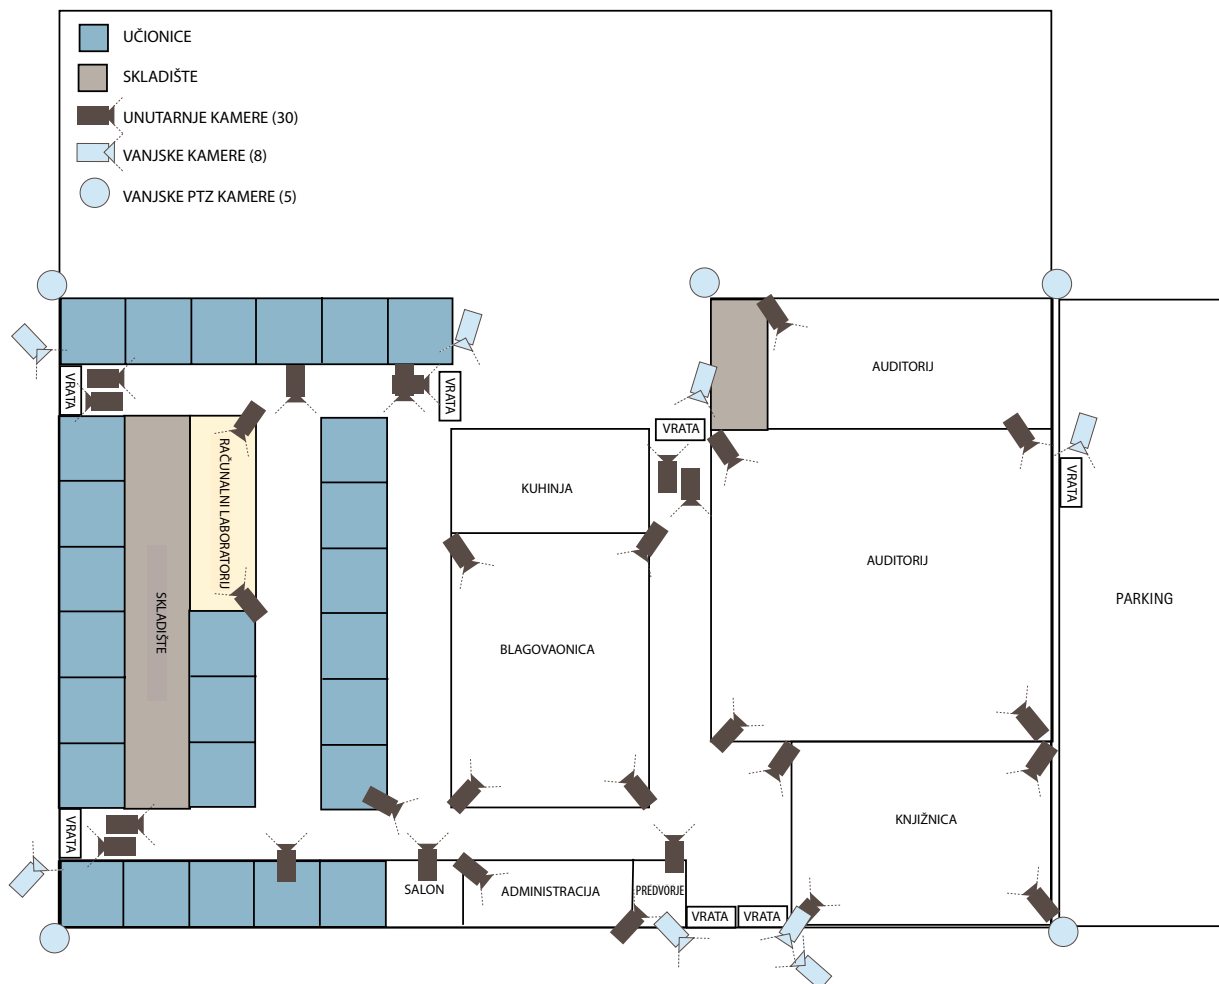 UČIONICE
SKLADIŠTE
UNUTARNJE KAMERE (30)
VANJSKE KAMERE (8)
VANJSKE PTZ KAMERE (5)
VRATA
VRATA
AUDITORIJ
VRATA
RAČUNALNI LABORATORIJ
KUHINJA
VRATA
AUDITORIJ
SKLADIŠTE
BLAGOVAONICA
PARKING
VRATA
KNJIŽNICA
SALON
ADMINISTRACIJA
PREDVORJE
VRATA
VRATA